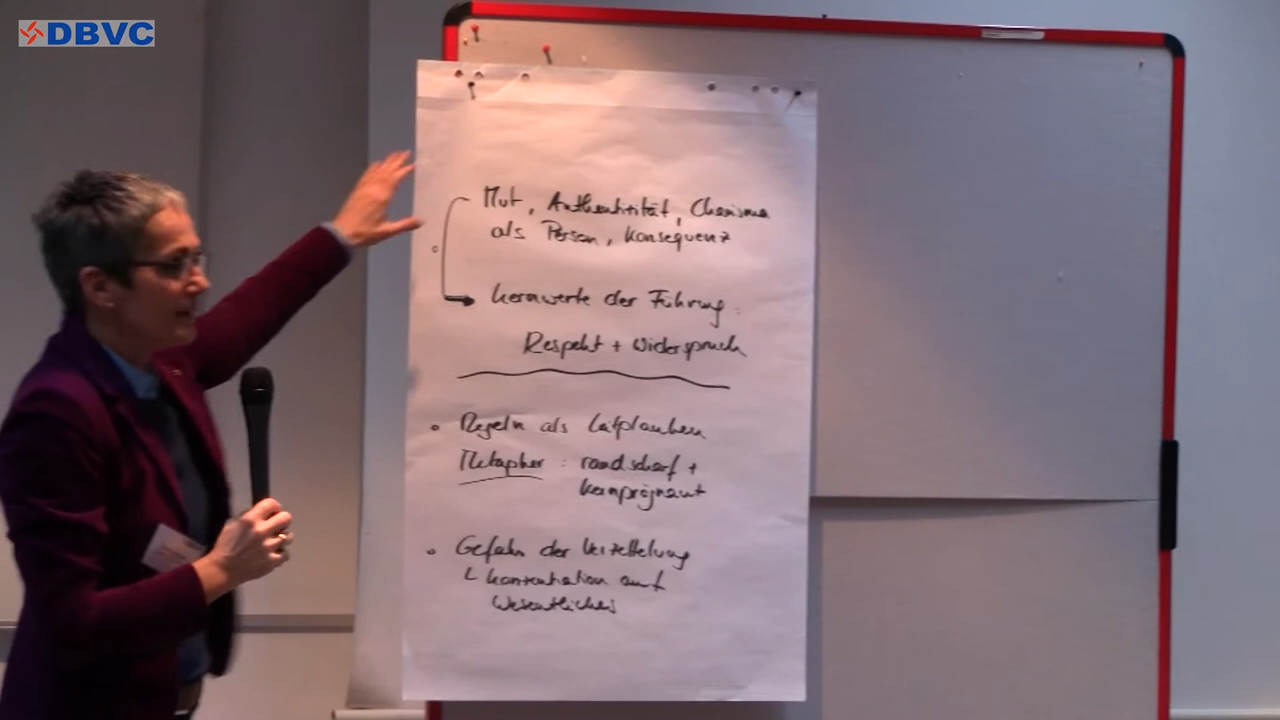 DBVC
Mut, Authentizität, Charisma
als Person, Konsequenz
Kernwerte der Führung:
Respekt + Widerspruch
Regeln als Leitplanken
Metapher: randscharf +
kernprägnant
Gefahr der Verzettelung
Konzentration auf
Wesentliches